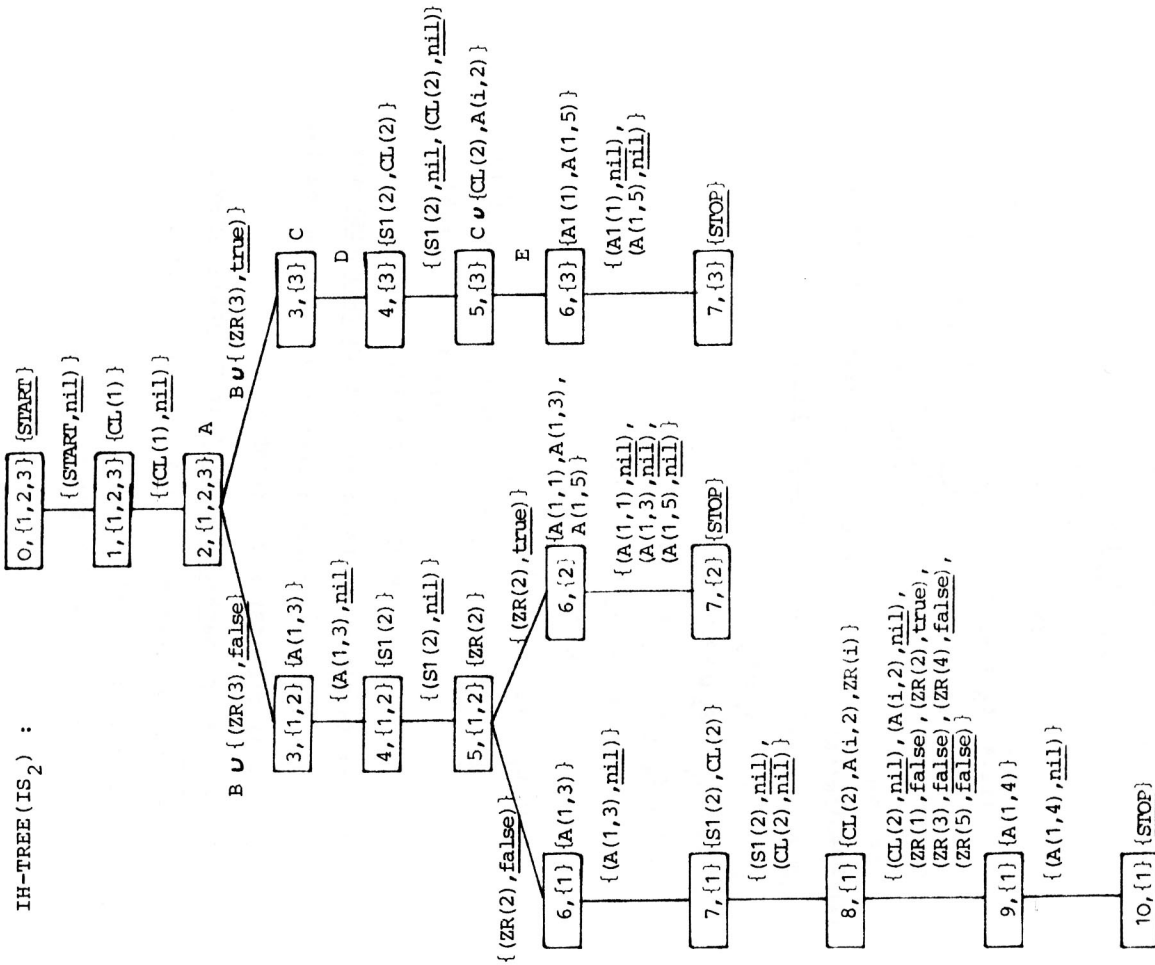 IH-TREE(IS2) :
0,{1,2,3} {START}
{(START,nil)}
1,{1,2,3} {CL(1)}
{(CL(1),nil)}
2,{1,2,3} A
B ∪ {(ZR(3),false)}
B ∪ {(ZR(3),true)}
3,{1,2} {A(1,3)}
{(A(1,3),nil}
4,{1,2} {S1(2)}
{(S1(2),nil)}
5,{1,2} {ZR(2)}
{(ZR(2),false)}
{(ZR(2),true)}
6,{1} {A(1,3)}
{(A(1,3),nil)}
7,{1} {S1(2),CL(2)}
{(S1(2),nil),
(CL(2),nil)}
8,{1} {CL(2),A(i,2),ZR(i)}
{(CL(2),nil),(A(i,2),nil),
(ZR(1),false),(ZR(2),true),
(ZR(3),false),(ZR(4),false),
(ZR(5),false)}
9,{1} {A(1,4)}
{(A(1,4),nil)}
10,{1} {STOP}
6,{2} {A(1,1),A(1,3),
A(1,5)}
{(A(1,1),nil),
(A(1,3),nil),
(A(1,5),nil)}
7,{2} {STOP}
3,{3} C
D
4,{3} {S1(2),CL(2)}
{(S1(2),nil,(CL(2),nil)}
5,{3} C ∪ {CL(2),A(i,2)}
E
6,{3} {A1(1),A(1,5)}
{(A1(1),nil),
(A(1,5),nil)}
7,{3} {STOP}